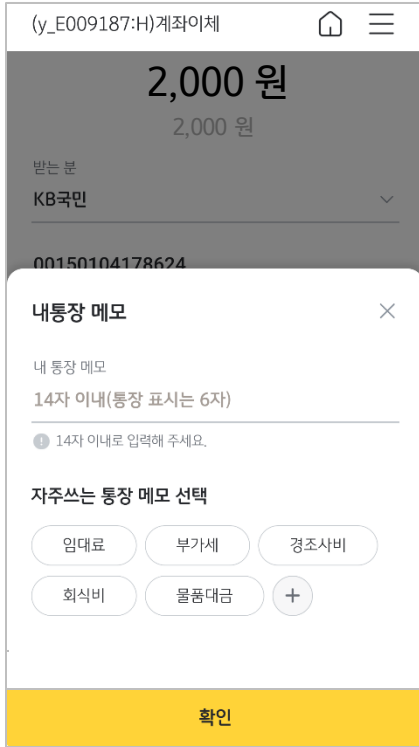 (y_E009187:H)계좌이체
2,000 원
2,000 원
받는 분
KB국민
00150104178624
내통장 메모
내 통장 메모
14자 이내(통장 표시는 6자)
14자 이내로 입력해 주세요.
자주쓰는 통장 메모 선택
임대료 부가세 경조사비
회식비 물품대금 +
확인